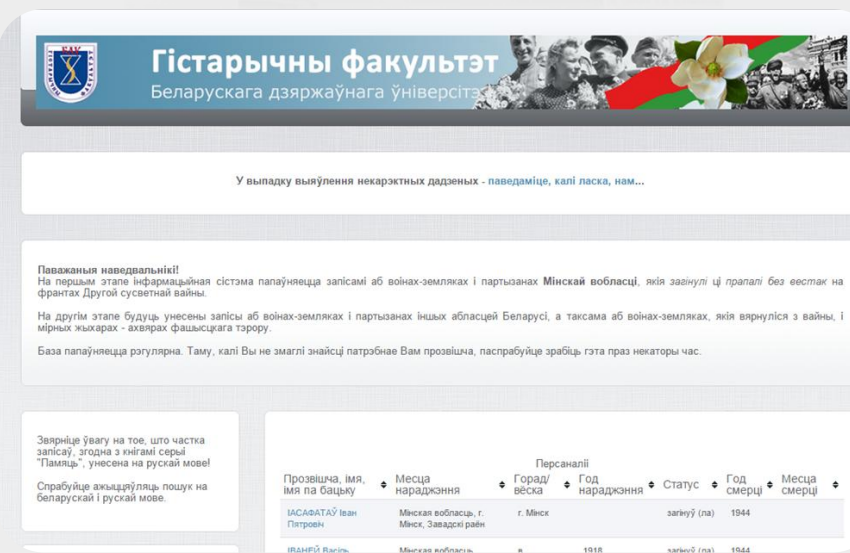 Гістарычны факультэт
Беларускага дзяржаўнага ўніверсітэ
У выпадку выяўлення некарэктных дадзеных - паведаміце, калі ласка, нам...
Паважаныя наведвальнікі!
На першым этапе інфармацыйная сістэма папаўняецца запісамі аб воінах-земляках і партызанах Мінскай вобласці, якія загінулі ці прапалі без вестак на
франтах Другой сусветнай вайны.
На другім этапе будуць унесены запісы аб воінах-земляках і партызанах іншых абласцей Беларусі, а таксама аб воінах-земляках, якія вярнуліся з вайны, і
мірных жыхарах - ахвярах фашысцкага тэрору.
База папаўняецца рэгулярна. Таму, калі Вы не змаглі знайсці патрэбнае Вам прозвішча, паспрабуйце зрабіць гэта праз некаторы час.
Звярніце ўвагу на тое, што частка
запісаў, згодна з кнігамі серыі
"Памяць", унесена на рускай мове!
Спрабуйце ажыццяўляць пошук на
беларускай і рускай мове.
Персаналіі
Прозвішча, імя, Месца Горад/ Год Статус Год Месца
імя па бацьку нараджэння вёска нараджэння смерці смерці
ІАСАФАТАЎ Іван Мінская вобласць, г. г. Мінск загінуў (ла) 1944
Пятровіч Мінск, Завадскі раён
ІВАНЕЙ Васіль Мінская вобласць, в. 1918 загінуў (ла) 1944